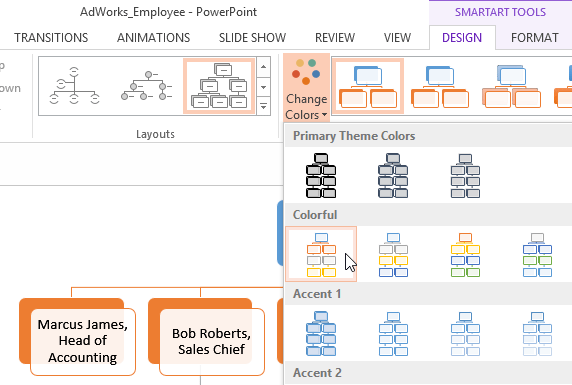 AdWorks_Employee - PowerPoint
SMARTART TOOLS
TRANSITIONS ANIMATIONS SLIDE SHOW REVIEW VIEW DESIGN FORMAT
Change
Colors
Layouts
Primary Theme Colors
Colorful
Accent 1
Accent 2
Marcus James,
Head of
Accounting
Bob Roberts,
Sales Chief